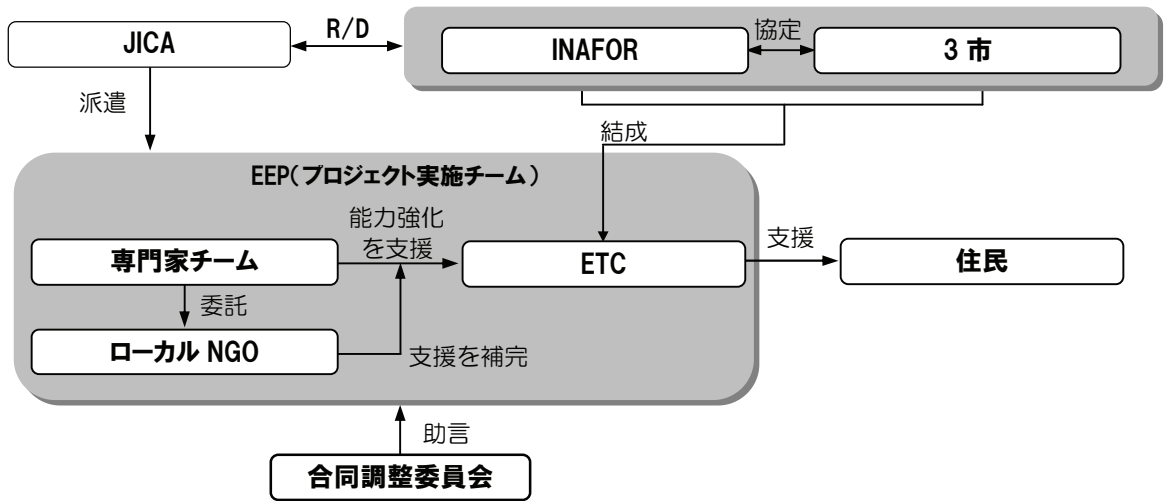 JICA
R/D
INAFOR
協定
3 市
派遣
結成
EEP(プロジェクト実施チーム)
能力強化
を支援
専門家チーム
ETC
支援
住民
委託
ローカル NGO
支援を補完
助言
合同調整委員会